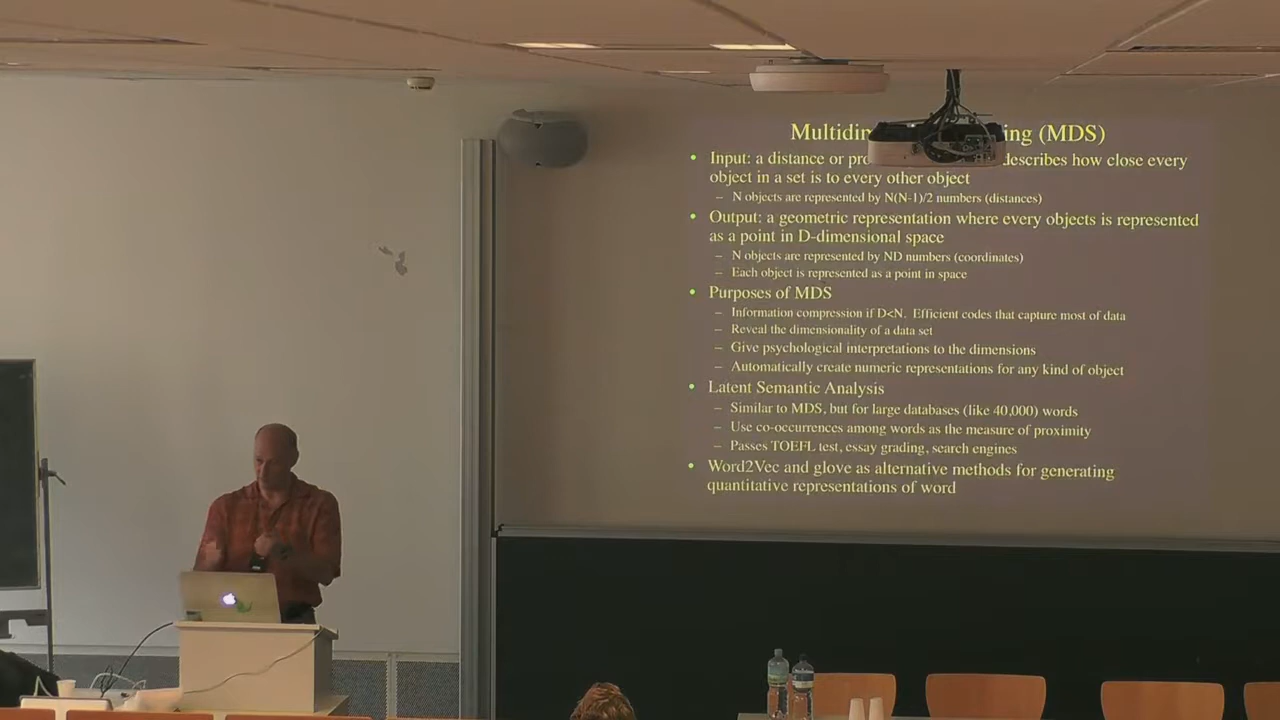 Multidin ing (MDS)
• Input: a distance or pro describes how close every
object in a set is to every other object
– N objects are represented by N(N-1)/2 numbers (distances)
• Output: a geometric representation where every objects is represented
as a point in D-dimensional space
– N objects are represented by ND numbers (coordinates)
– Each object is represented as a point in space
• Purposes of MDS
– Information compression if D<N. Efficient codes that capture most of data
– Reveal the dimensionality of a data set
– Give psychological interpretations to the dimensions
– Automatically create numeric representations for any kind of object
• Latent Semantic Analysis
– Similar to MDS, but for large databases (like 40,000) words
– Use co-occurrences among words as the measure of proximity
– Passes TOEFL test, essay grading, search engines
• Word2Vec and glove as alternative methods for generating
quantitative representations of word